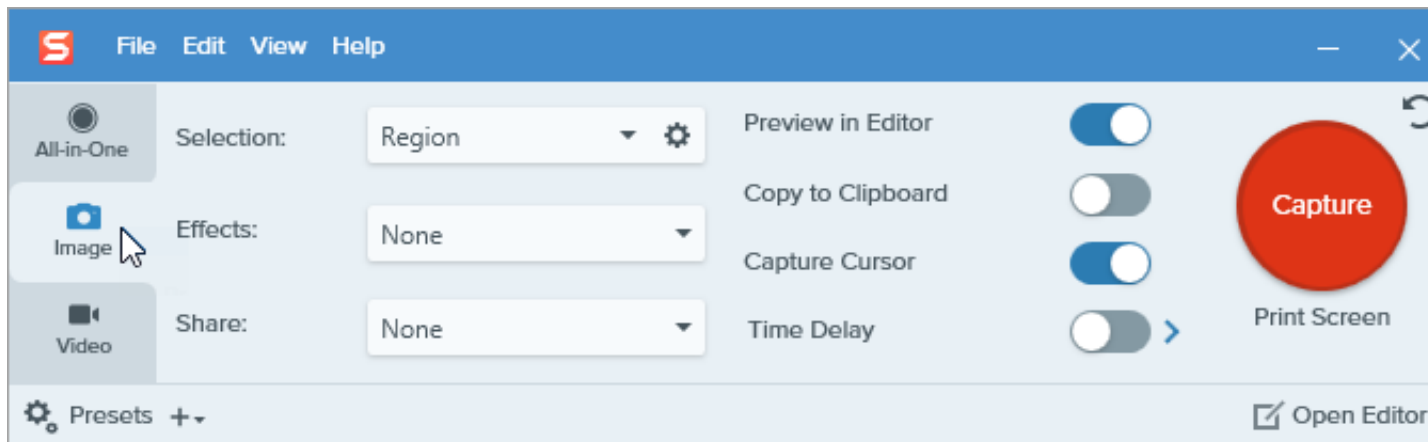 S File Edit View Help
All-in-One
Image
Video
Selection: Region
Effects: None
Share: None
Preview in Editor
Copy to Clipboard
Capture Cursor
Time Delay
Capture
Print Screen
Presets
Open Editor